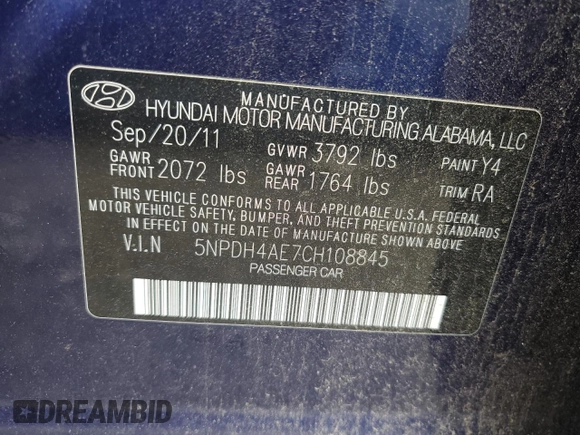 MANUFACTURED BY
HYUNDAI MOTOR MANUFACTURING ALABAMA, LLC
Sep/20/11 GVWR 3792 lbs PAINT Y4
GAWR FRONT 2072 lbs GAWR REAR 1764 lbs TRIM RA
THIS VEHICLE CONFORMS TO ALL APPLICABLE U.S.A. FEDERAL
MOTOR VEHICLE SAFETY, BUMPER, AND THEFT PREVENTION STANDARDS
IN EFFECT ON THE DATE OF MANUFACTURE SHOWN ABOVE.
V.I.N 5NPDH4AE7CH108845
PASSENGER CAR
DREAMBID